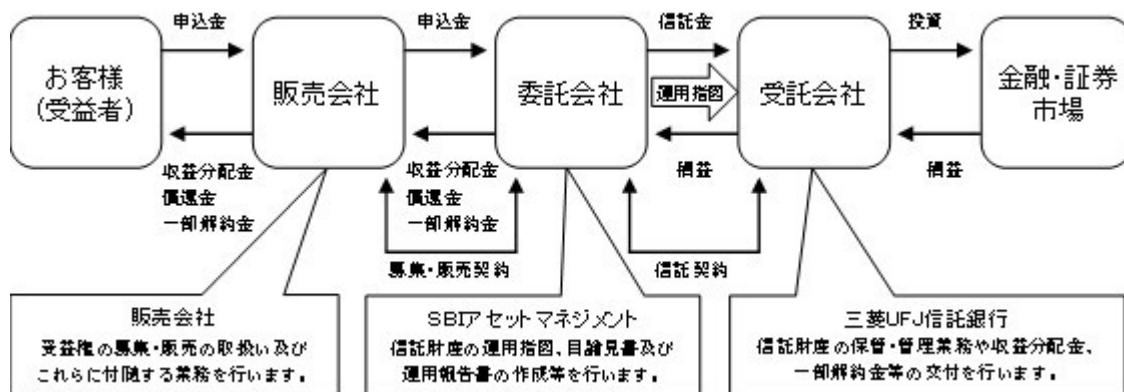 申込金
申込金
信託金
投資
お客様
(受益者)
販売会社
委託会社
運用指図
受託会社
金融・証券
市場
収益分配金
償還金
一部解約金
収益分配金
償還金
一部解約金
損益
損益
募集・販売契約
信託契約
販売会社
受益権の募集・販売の取扱い及び
これらに付随する業務を行います。
SBIアセットマネジメント
信託財産の運用指図、目論見書及び
運用報告書の作成等を行います。
三菱UFJ信託銀行
信託財産の保管・管理業務や収益分配金、
一部解約金等の交付を行います。